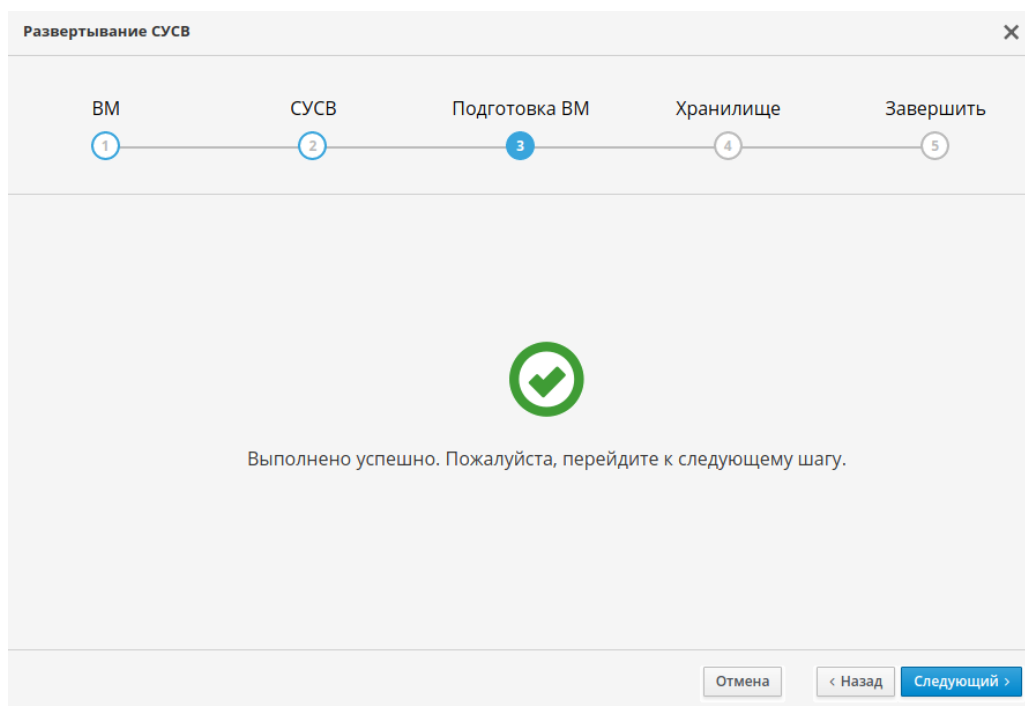 Развертывание СУСВ
ВМ СУСВ Подготовка ВМ Хранилище Завершить
1 2 3 4 5
Выполнено успешно. Пожалуйста, перейдите к следующему шагу.
Отмена < Назад Следующий >